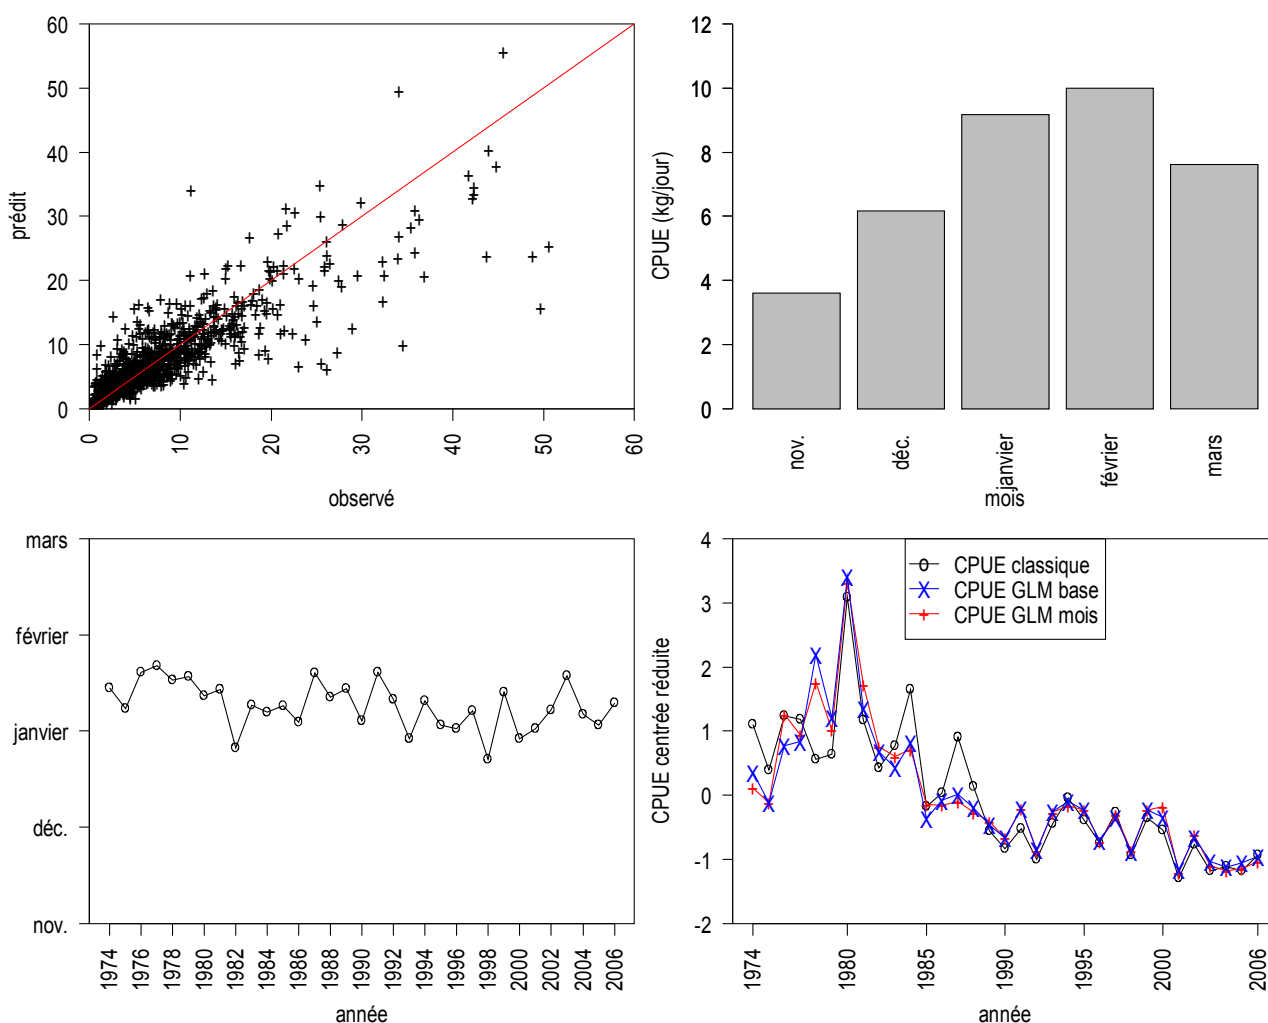 60
50
40
30
20
10
0
prédit
0 10 20 30 40 50 60
observé
12
10
8
6
4
2
0
CPUE (kg/jour)
nov. déc. janvier février mars
mois
mars
février
janvier
déc.
nov.
1974 1976 1978 1980 1982 1984 1986 1988 1990 1992 1994 1996 1998 2000 2002 2004 2006
année
4
3
2
1
0
-1
-2
CPUE centrée réduite
CPUE classique
CPUE GLM base
CPUE GLM mois
1974 1980 1985 1990 1995 2000 2006
année